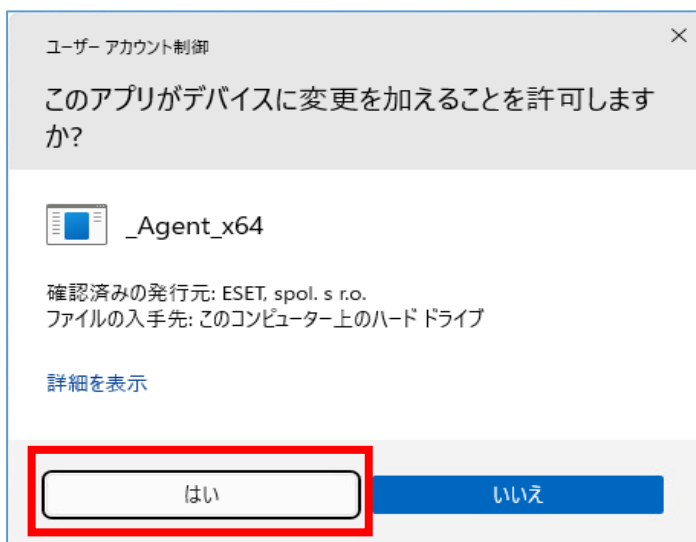 ユーザー アカウント制御
このアプリがデバイスに変更を加えることを許可します
か?
_Agent_x64
確認済みの発行元: ESET, spol. s r.o.
ファイルの入手先: このコンピューター上のハード ドライブ
詳細を表示
はい
いいえ